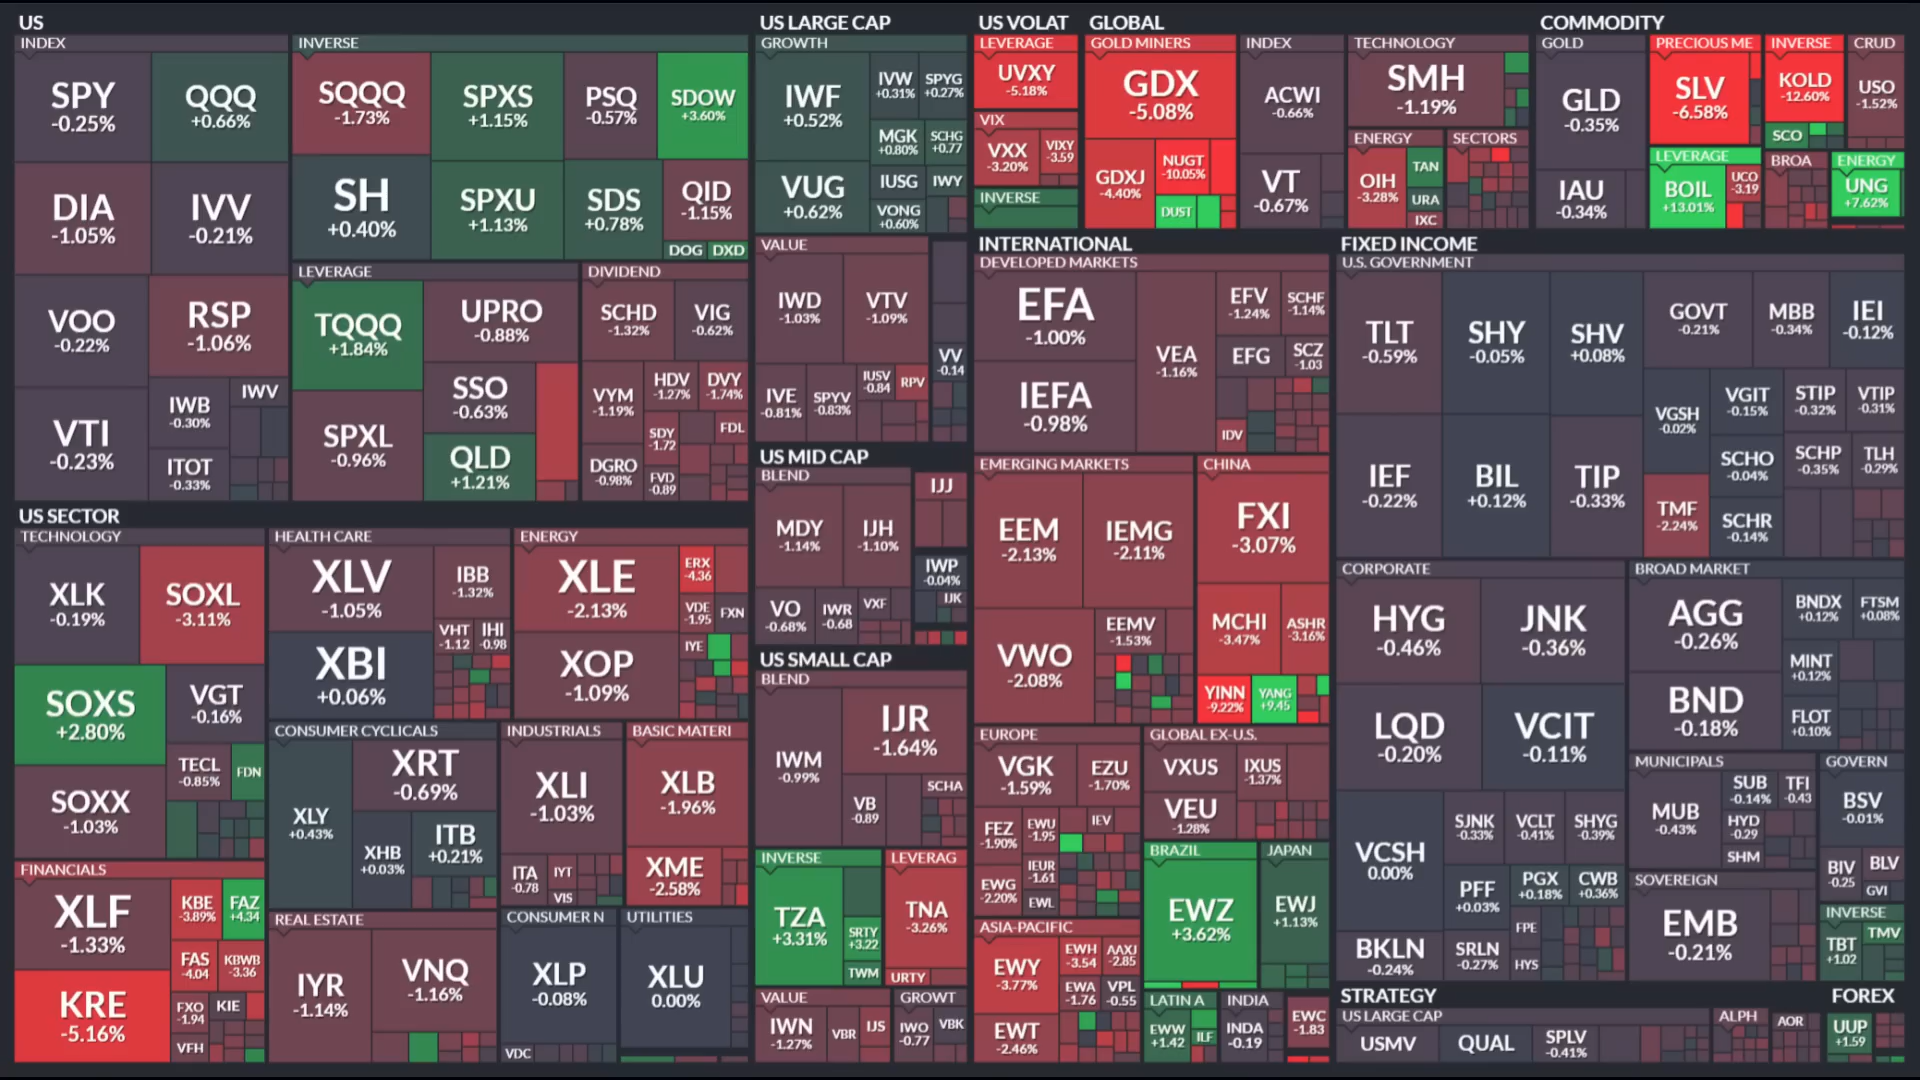 US
INDEX
SPY
-0.25%
QQQ
+0.66%
DIA
-1.05%
IVV
-0.21%
VOO
-0.22%
RSP
-1.06%
VTI
-0.23%
IWB
-0.30%
IWV
ITOT
-0.33%
INVERSE
SQQQ
-1.73%
SPXS
+1.15%
PSQ
-0.57%
SDOW
+3.60%
SH
+0.40%
SPXU
+1.13%
SDS
+0.78%
QID
-1.15%
DOG
DXD
LEVERAGE
TQQQ
+1.84%
UPRO
-0.88%
SPXL
-0.96%
SSO
-0.63%
QLD
+1.21%
DIVIDEND
SCHD
-1.32%
VIG
-0.62%
VYM
-1.19%
HDV
-1.27%
DVY
-1.74%
SDY
-1.72
FDL
DGRO
-0.98%
FVD
-0.89
US SECTOR
TECHNOLOGY
XLK
-0.19%
SOXL
-3.11%
SOXS
+2.80%
VGT
-0.16%
SOXX
-1.03%
TECL
-0.85%
FDN
FINANCIALS
XLF
-1.33%
KBE
-3.89%
FAZ
+4.34
FAS
-4.04
KBWB
-3.36
KRE
-5.16%
FXO
-1.94
KIE
VFH
HEALTH CARE
XLV
-1.05%
IBB
-1.32%
XBI
+0.06%
VHT
-1.12
IHI
-0.98
ENERGY
XLE
-2.13%
ERX
-4.36
VDE
-1.95
FXN
XOP
-1.09%
IYE
CONSUMER CYCLICALS
XLY
+0.43%
XRT
-0.69%
XHB
+0.03%
ITB
+0.21%
INDUSTRIALS
XLI
-1.03%
ITA
-0.78
IYT
VIS
BASIC MATERI
XLB
-1.96%
XME
-2.58%
REAL ESTATE
IYR
-1.14%
VNQ
-1.16%
CONSUMER N
XLP
-0.08%
VDC
UTILITIES
XLU
0.00%
US LARGE CAP
GROWTH
IWF
+0.52%
IVW
+0.31%
SPYG
+0.27%
MGK
+0.80%
SCHG
+0.77
VUG
+0.62%
IUSG
IWY
VONG
+0.60%
VALUE
IWD
-1.03%
VTV
-1.09%
VV
-0.14
IVE
-0.81%
SPYV
-0.83%
IUSV
-0.84
RPV
US MID CAP
BLEND
MDY
-1.14%
IJH
-1.10%
VO
-0.68%
IWR
-0.68
VXF
IJJ
IWP
-0.04%
IJK
US SMALL CAP
BLEND
IWM
-0.99%
IJR
-1.64%
VB
-0.89
SCHA
INVERSE
TZA
+3.31%
SRTY
+3.22
TWM
LEVERAG
TNA
-3.26%
URTY
VALUE
IWN
-1.27%
VBR
IJS
GROWT
IWO
-0.77
VBK
US VOLAT
LEVERAGE
UVXY
-5.18%
VIX
VXX
-3.20%
VIXY
-3.59
INVERSE
GLOBAL
GOLD MINERS
GDX
-5.08%
GDXJ
-4.40%
NUGT
-10.05%
DUST
INDEX
ACWI
-0.66%
VT
-0.67%
TECHNOLOGY
SMH
-1.19%
ENERGY
OIH
-3.28%
TAN
URA
IXC
SECTORS
COMMODITY
GOLD
GLD
-0.35%
IAU
-0.34%
PRECIOUS ME
SLV
-6.58%
INVERSE
KOLD
-12.60%
SCO
CRUD
USO
-1.52%
LEVERAGE
BOIL
+13.01%
UCO
-3.19
BROA
ENERGY
UNG
+7.62%
INTERNATIONAL
DEVELOPED MARKETS
EFA
-1.00%
IEFA
-0.98%
VEA
-1.16%
EFV
-1.24%
SCHF
-1.14%
EFG
SCZ
-1.03
IDV
EMERGING MARKETS
EEM
-2.13%
IEMG
-2.11%
VWO
-2.08%
EEMV
-1.53%
CHINA
FXI
-3.07%
MCHI
-3.47%
ASHR
-3.16%
YINN
-9.22%
YANG
+9.45
EUROPE
VGK
-1.59%
EZU
-1.70%
FEZ
-1.90%
EWU
-1.95
IEV
IEUR
-1.61
EWG
-2.20%
EWL
GLOBAL EX-U.S.
VXUS
IXUS
-1.37%
VEU
-1.28%
BRAZIL
EWZ
+3.62%
JAPAN
EWJ
+1.13%
ASIA-PACIFIC
EWY
-3.77%
EWH
-3.54
AAXJ
-2.85
EWA
-1.76
VPL
-0.55
EWT
-2.46%
LATIN A
EWW
+1.42
ILF
INDIA
INDA
-0.19
EWC
-1.83
FIXED INCOME
U.S. GOVERNMENT
TLT
-0.59%
SHY
-0.05%
SHV
+0.08%
GOVT
-0.21%
MBB
-0.34%
IEI
-0.12%
IEF
-0.22%
BIL
+0.12%
TIP
-0.33%
VGSH
-0.02%
VGIT
-0.15%
STIP
-0.32%
VTIP
-0.31%
SCHO
-0.04%
SCHP
-0.35%
TLH
-0.29%
TMF
-2.24%
SCHR
-0.14%
CORPORATE
HYG
-0.46%
JNK
-0.36%
LQD
-0.20%
VCIT
-0.11%
VCSH
0.00%
SJNK
-0.33%
VCLT
-0.41%
SHYG
-0.39%
PFF
+0.03%
PGX
+0.18%
CWB
+0.36%
BKLN
-0.24%
SRLN
-0.27%
FPE
HYS
BROAD MARKET
AGG
-0.26%
BNDX
+0.12%
FTSM
+0.08%
BND
-0.18%
MINT
+0.12%
FLOT
+0.10%
MUNICIPALS
MUB
-0.43%
SUB
-0.14%
TFI
-0.43
HYD
-0.29
SHM
GOVERN
BSV
-0.01%
BIV
-0.25
BLV
GVI
SOVEREIGN
EMB
-0.21%
INVERSE
TBT
+1.02
TMV
STRATEGY
US LARGE CAP
USMV
QUAL
SPLV
-0.41%
ALPH
AOR
FOREX
UUP
+1.59